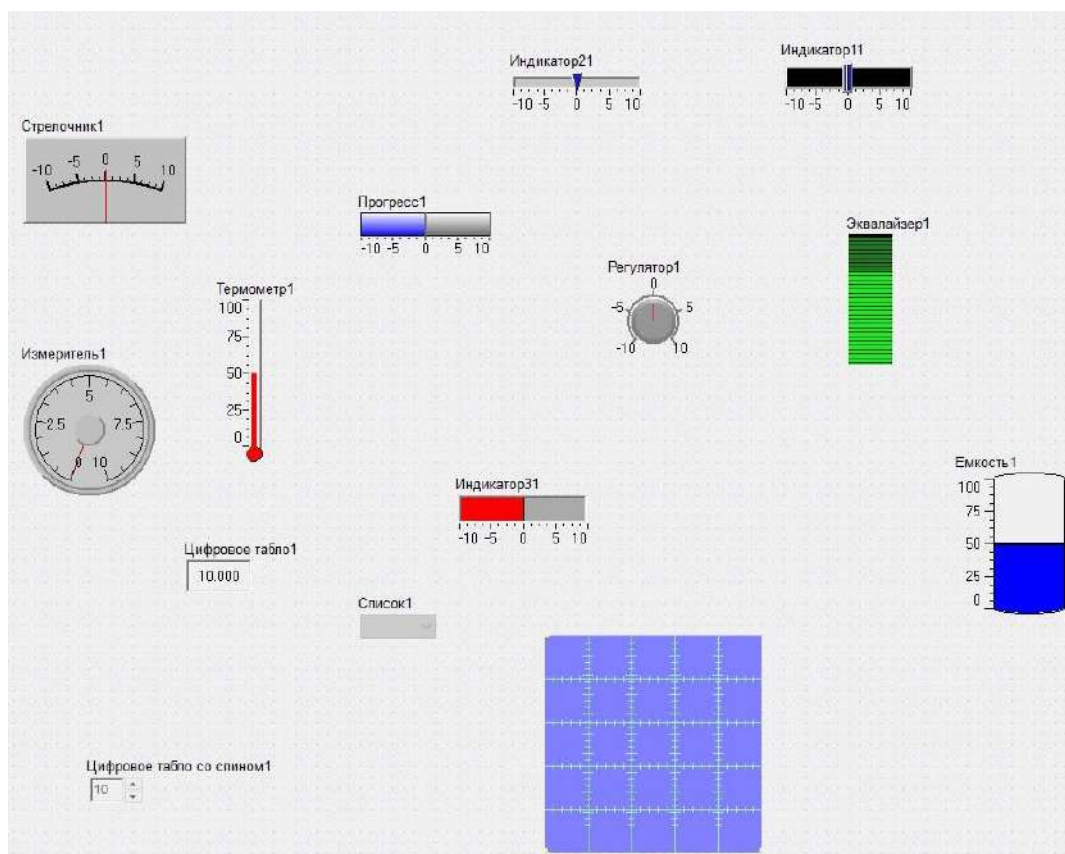 Индикатор21
-10 -5 0 5 10
Индикатор11
-10 -5 0 5 10
Стрелочник1
-10 -5 0 5 10
Прогресс1
-10 -5 0 5 10
Эквалайзер1
Регулятор1
0
-5 5
-10 10
Термометр1
100
75
50
25
0
Измеритель1
5
2.5 7.5
0 10
Индикатор31
-10 -5 0 5 10
Емкость1
100
75
50
25
0
Цифровое табло1
10.000
Список1
Цифровое табло со спином1
10